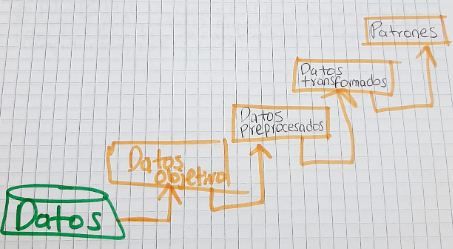 Patrones
Datos
transformados
Datos
preprocesados
Datos
objetivo
Datos